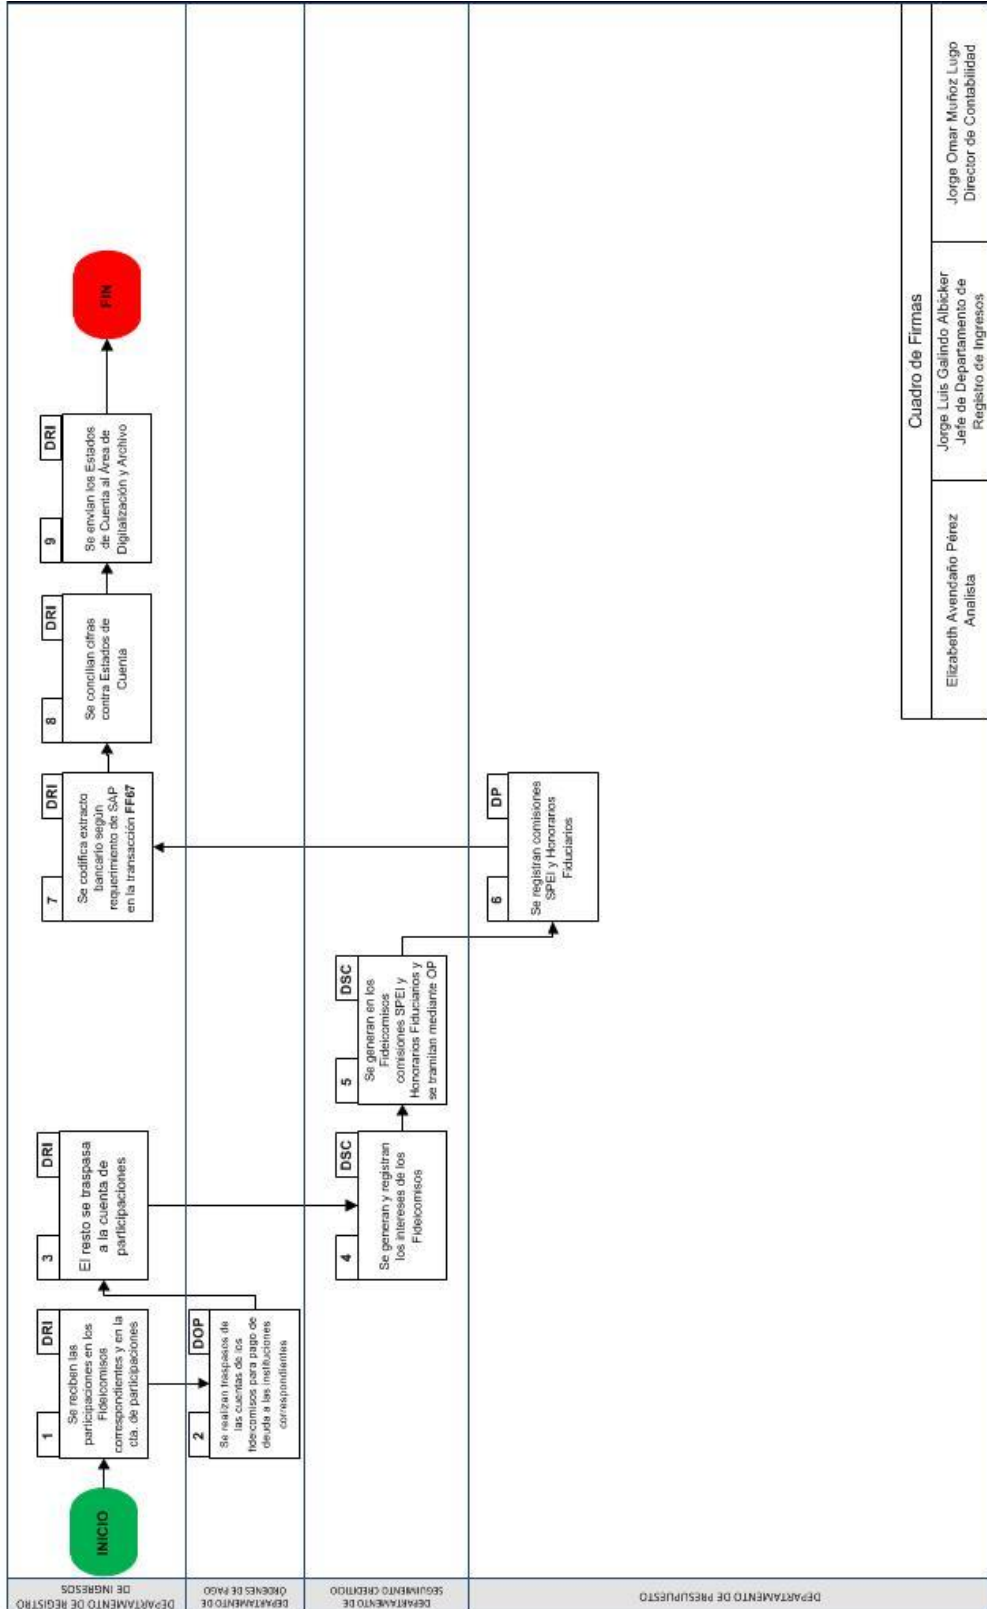 DEPARTAMENTO DE REGISTRO
DE INGRESOS
INICIO
1
DRI
Se reciben las
participaciones en los
Fideicomisos
correspondientes y en la
cta. de participaciones
3
DRI
El resto se traspasa
a la cuenta de
participaciones
7
DRI
Se codifica extracto
bancario según
requerimiento de SAP
en la transacción FF67
8
DRI
Se concilian cifras
contra Estados de
Cuenta
9
DRI
Se envían los Estados
de Cuenta al Área de
Digitalización y Archivo
FIN
DEPARTAMENTO DE
ÓRDENES DE PAGO
2
DOP
Se realizan traspasos de
las cuentas de los
fideicomisos para pago de
deuda a las instituciones
correspondientes
DEPARTAMENTO DE
SEGUIMIENTO CREDITICIO
4
DSC
Se generan y registran
los intereses de los
Fideicomisos
5
DSC
Se generan en los
Fideicomisos
comisiones SPEI y
Honorarios Fiduciarios y
se tramitan mediante OP
DEPARTAMENTO DE PRESUPUESTO
6
DP
Se registran comisiones
SPEI y Honorarios
Fiduciarios
Cuadro de Firmas
Elizabeth Avendaño Pérez
Analista
Jorge Luis Galindo Albicker
Jefe de Departamento de
Registro de Ingresos
Jorge Omar Muñoz Lugo
Director de Contabilidad